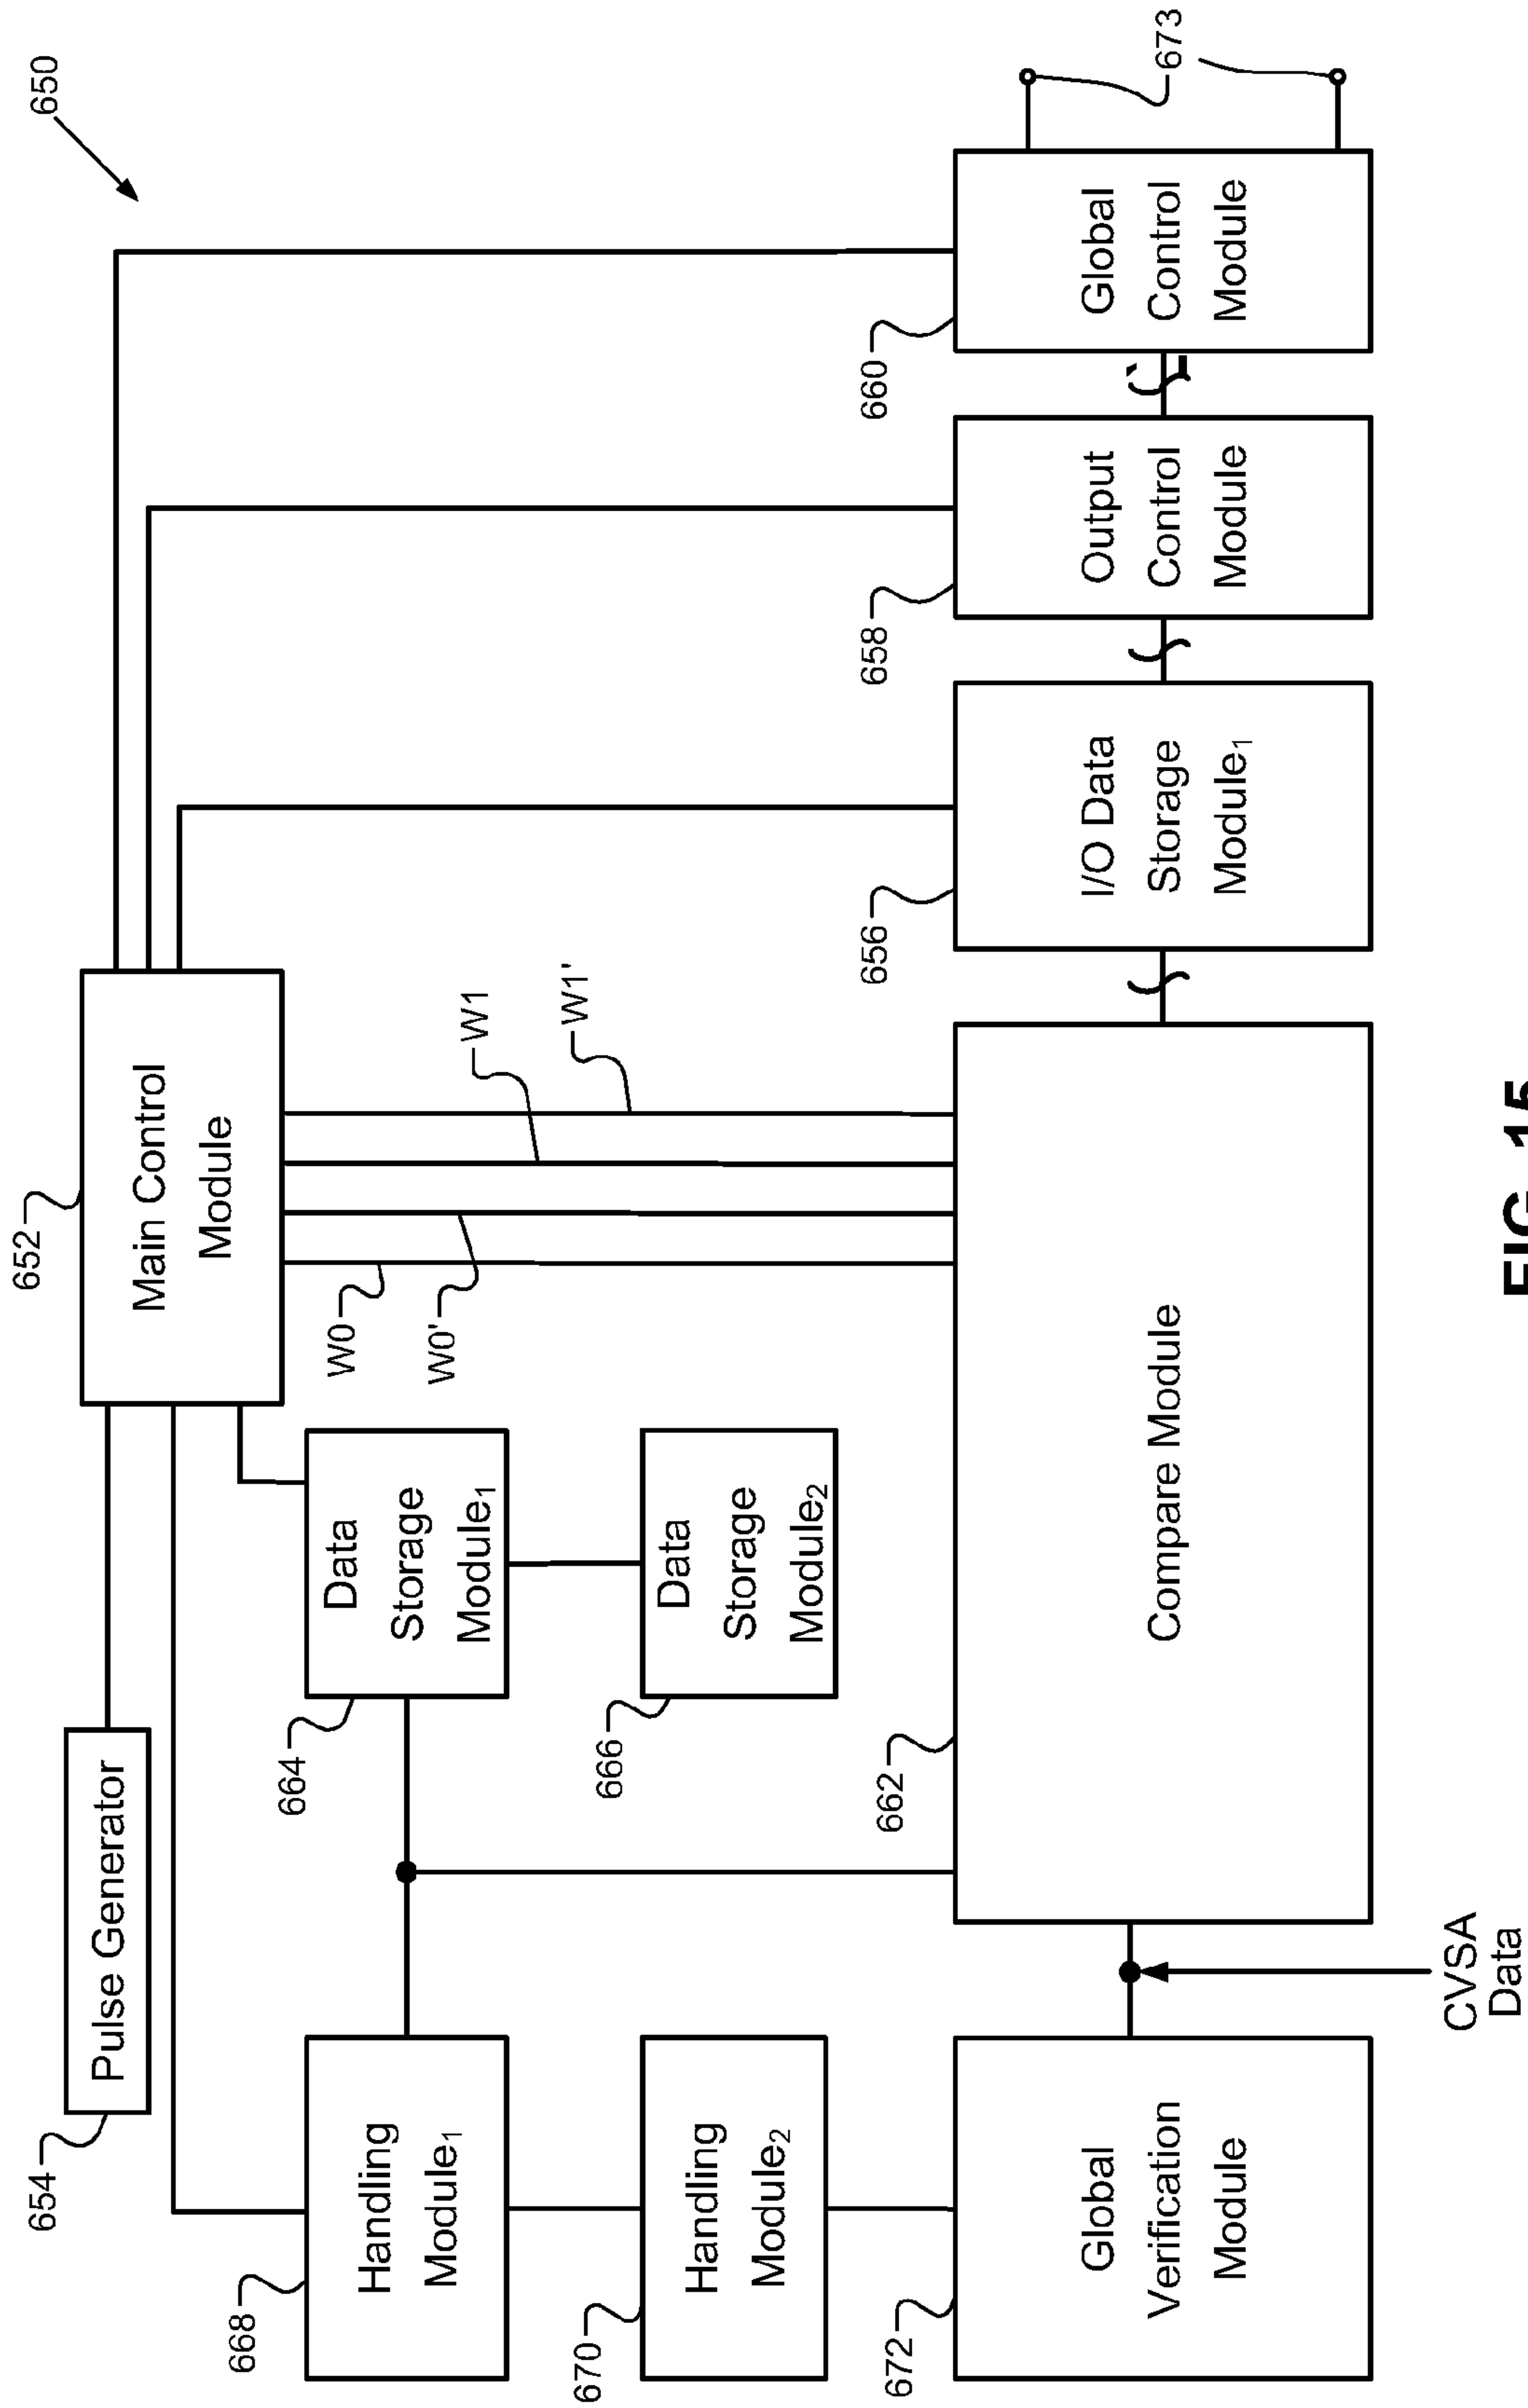 650
652
Main Control
Module
654
Pulse Generator
W0
W0'
W1
W1'
668
Handling
Module₁
664
Data
Storage
Module₁
670
Handling
Module₂
666
Data
Storage
Module₂
672
Global
Verification
Module
662
Compare Module
656
I/O Data
Storage
Module₁
658
Output
Control
Module
660
Global
Control
Module
673
CVSA
Data
FIG. 15